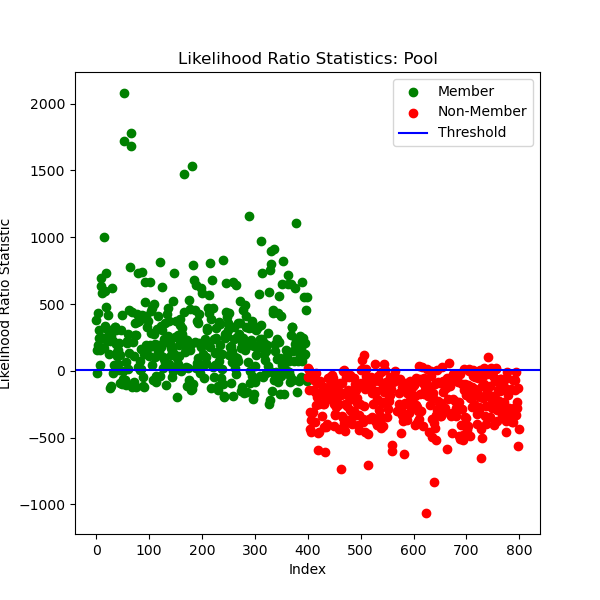 Likelihood Ratio Statistics: Pool
Member
Non-Member
Threshold
Likelihood Ratio Statistic
2000
1500
1000
500
0
−500
−1000
0 100 200 300 400 500 600 700 800
Index